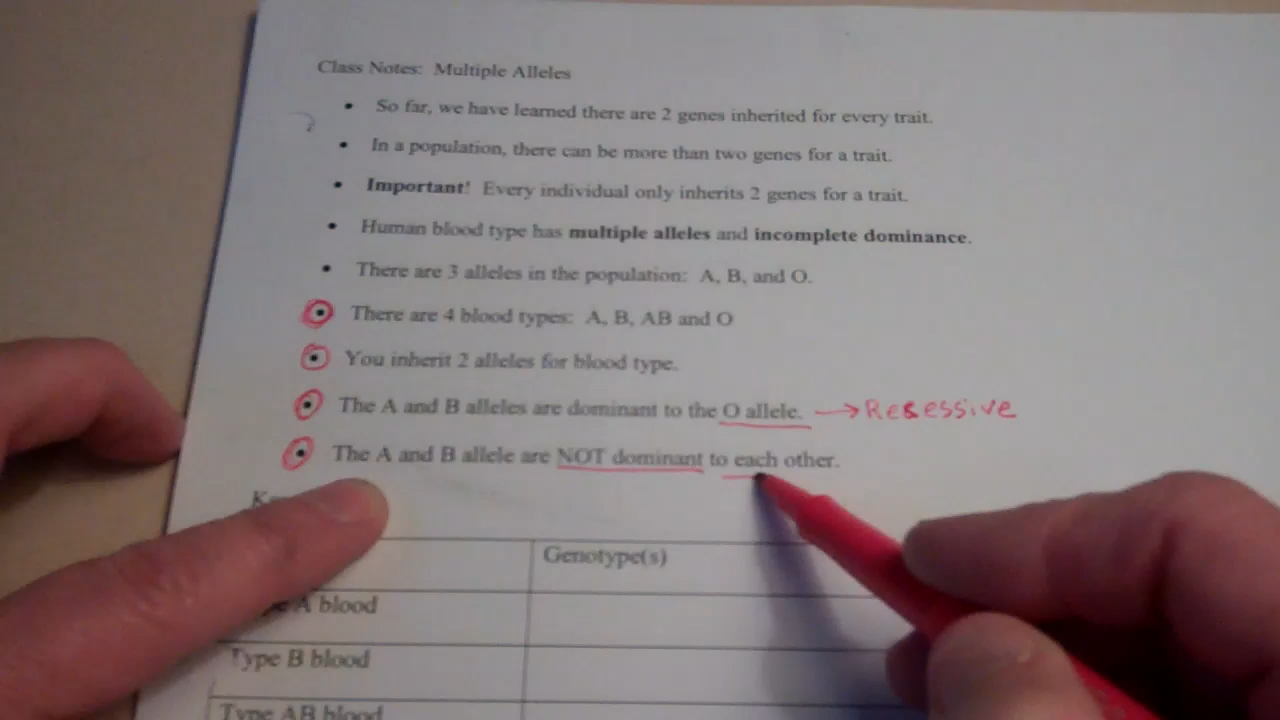 Class Notes: Multiple Alleles
• So far, we have learned there are 2 genes inherited for every trait.
• In a population, there can be more than two genes for a trait.
• Important! Every individual only inherits 2 genes for a trait.
• Human blood type has multiple alleles and incomplete dominance.
• There are 3 alleles in the population: A, B, and O.
• There are 4 blood types: A, B, AB and O
• You inherit 2 alleles for blood type.
• The A and B alleles are dominant to the O allele. → Recessive
• The A and B allele are NOT dominant to each other.
Genotype(s)
A blood
Type B blood
Type AB blood